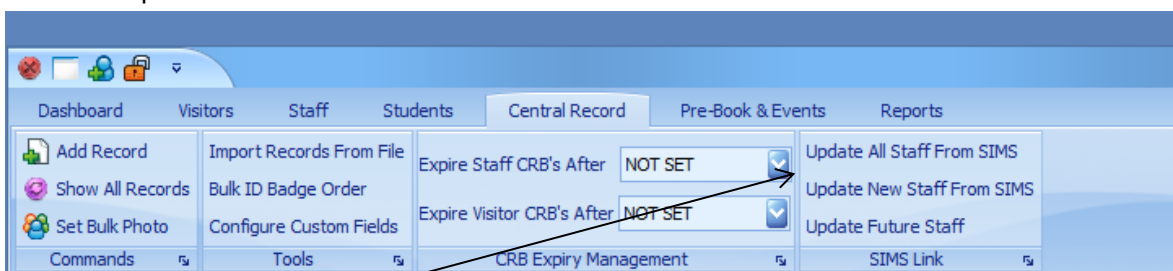 Dashboard Visitors Staff Students Central Record Pre-Book & Events Reports
Add Record Import Records From File Expire Staff CRB's After NOT SET Update All Staff From SIMS
Show All Records Bulk ID Badge Order Update New Staff From SIMS
Set Bulk Photo Configure Custom Fields Expire Visitor CRB's After NOT SET Update Future Staff
Commands Tools CRB Expiry Management SIMS Link